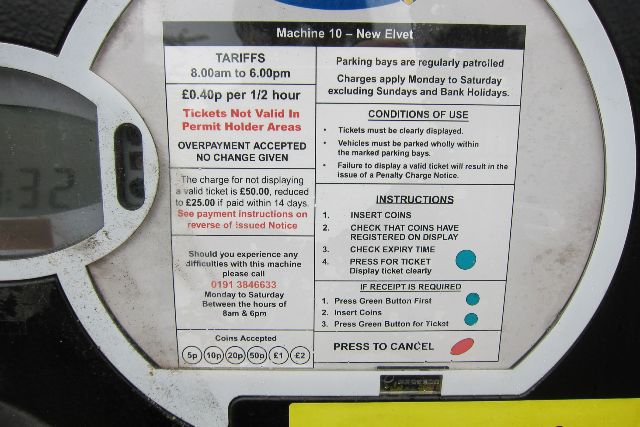 Machine 10 – New Elvet
TARIFFS
8.00am to 6.00pm
£0.40p per 1/2 hour
Tickets Not Valid In
Permit Holder Areas
OVERPAYMENT ACCEPTED
NO CHANGE GIVEN
The charge for not displaying
a valid ticket is £50.00, reduced
to £25.00 if paid within 14 days.
See payment instructions on
reverse of Issued Notice
Should you experience any
difficulties with this machine
please call
0191 3846633
Monday to Saturday
Between the hours of
8am & 6pm
Coins Accepted
5p 10p 20p 50p £1 £2
Parking bays are regularly patrolled
Charges apply Monday to Saturday
excluding Sundays and Bank Holidays.
CONDITIONS OF USE
• Tickets must be clearly displayed.
• Vehicles must be parked wholly within
the marked parking bays.
• Failure to display a valid ticket will result in the
issue of a Penalty Charge Notice.
INSTRUCTIONS
1. INSERT COINS
2. CHECK THAT COINS HAVE
REGISTERED ON DISPLAY
3. CHECK EXPIRY TIME
4. PRESS FOR TICKET
Display ticket clearly
IF RECEIPT IS REQUIRED
1. Press Green Button First
2. Insert Coins
3. Press Green Button for Ticket
PRESS TO CANCEL